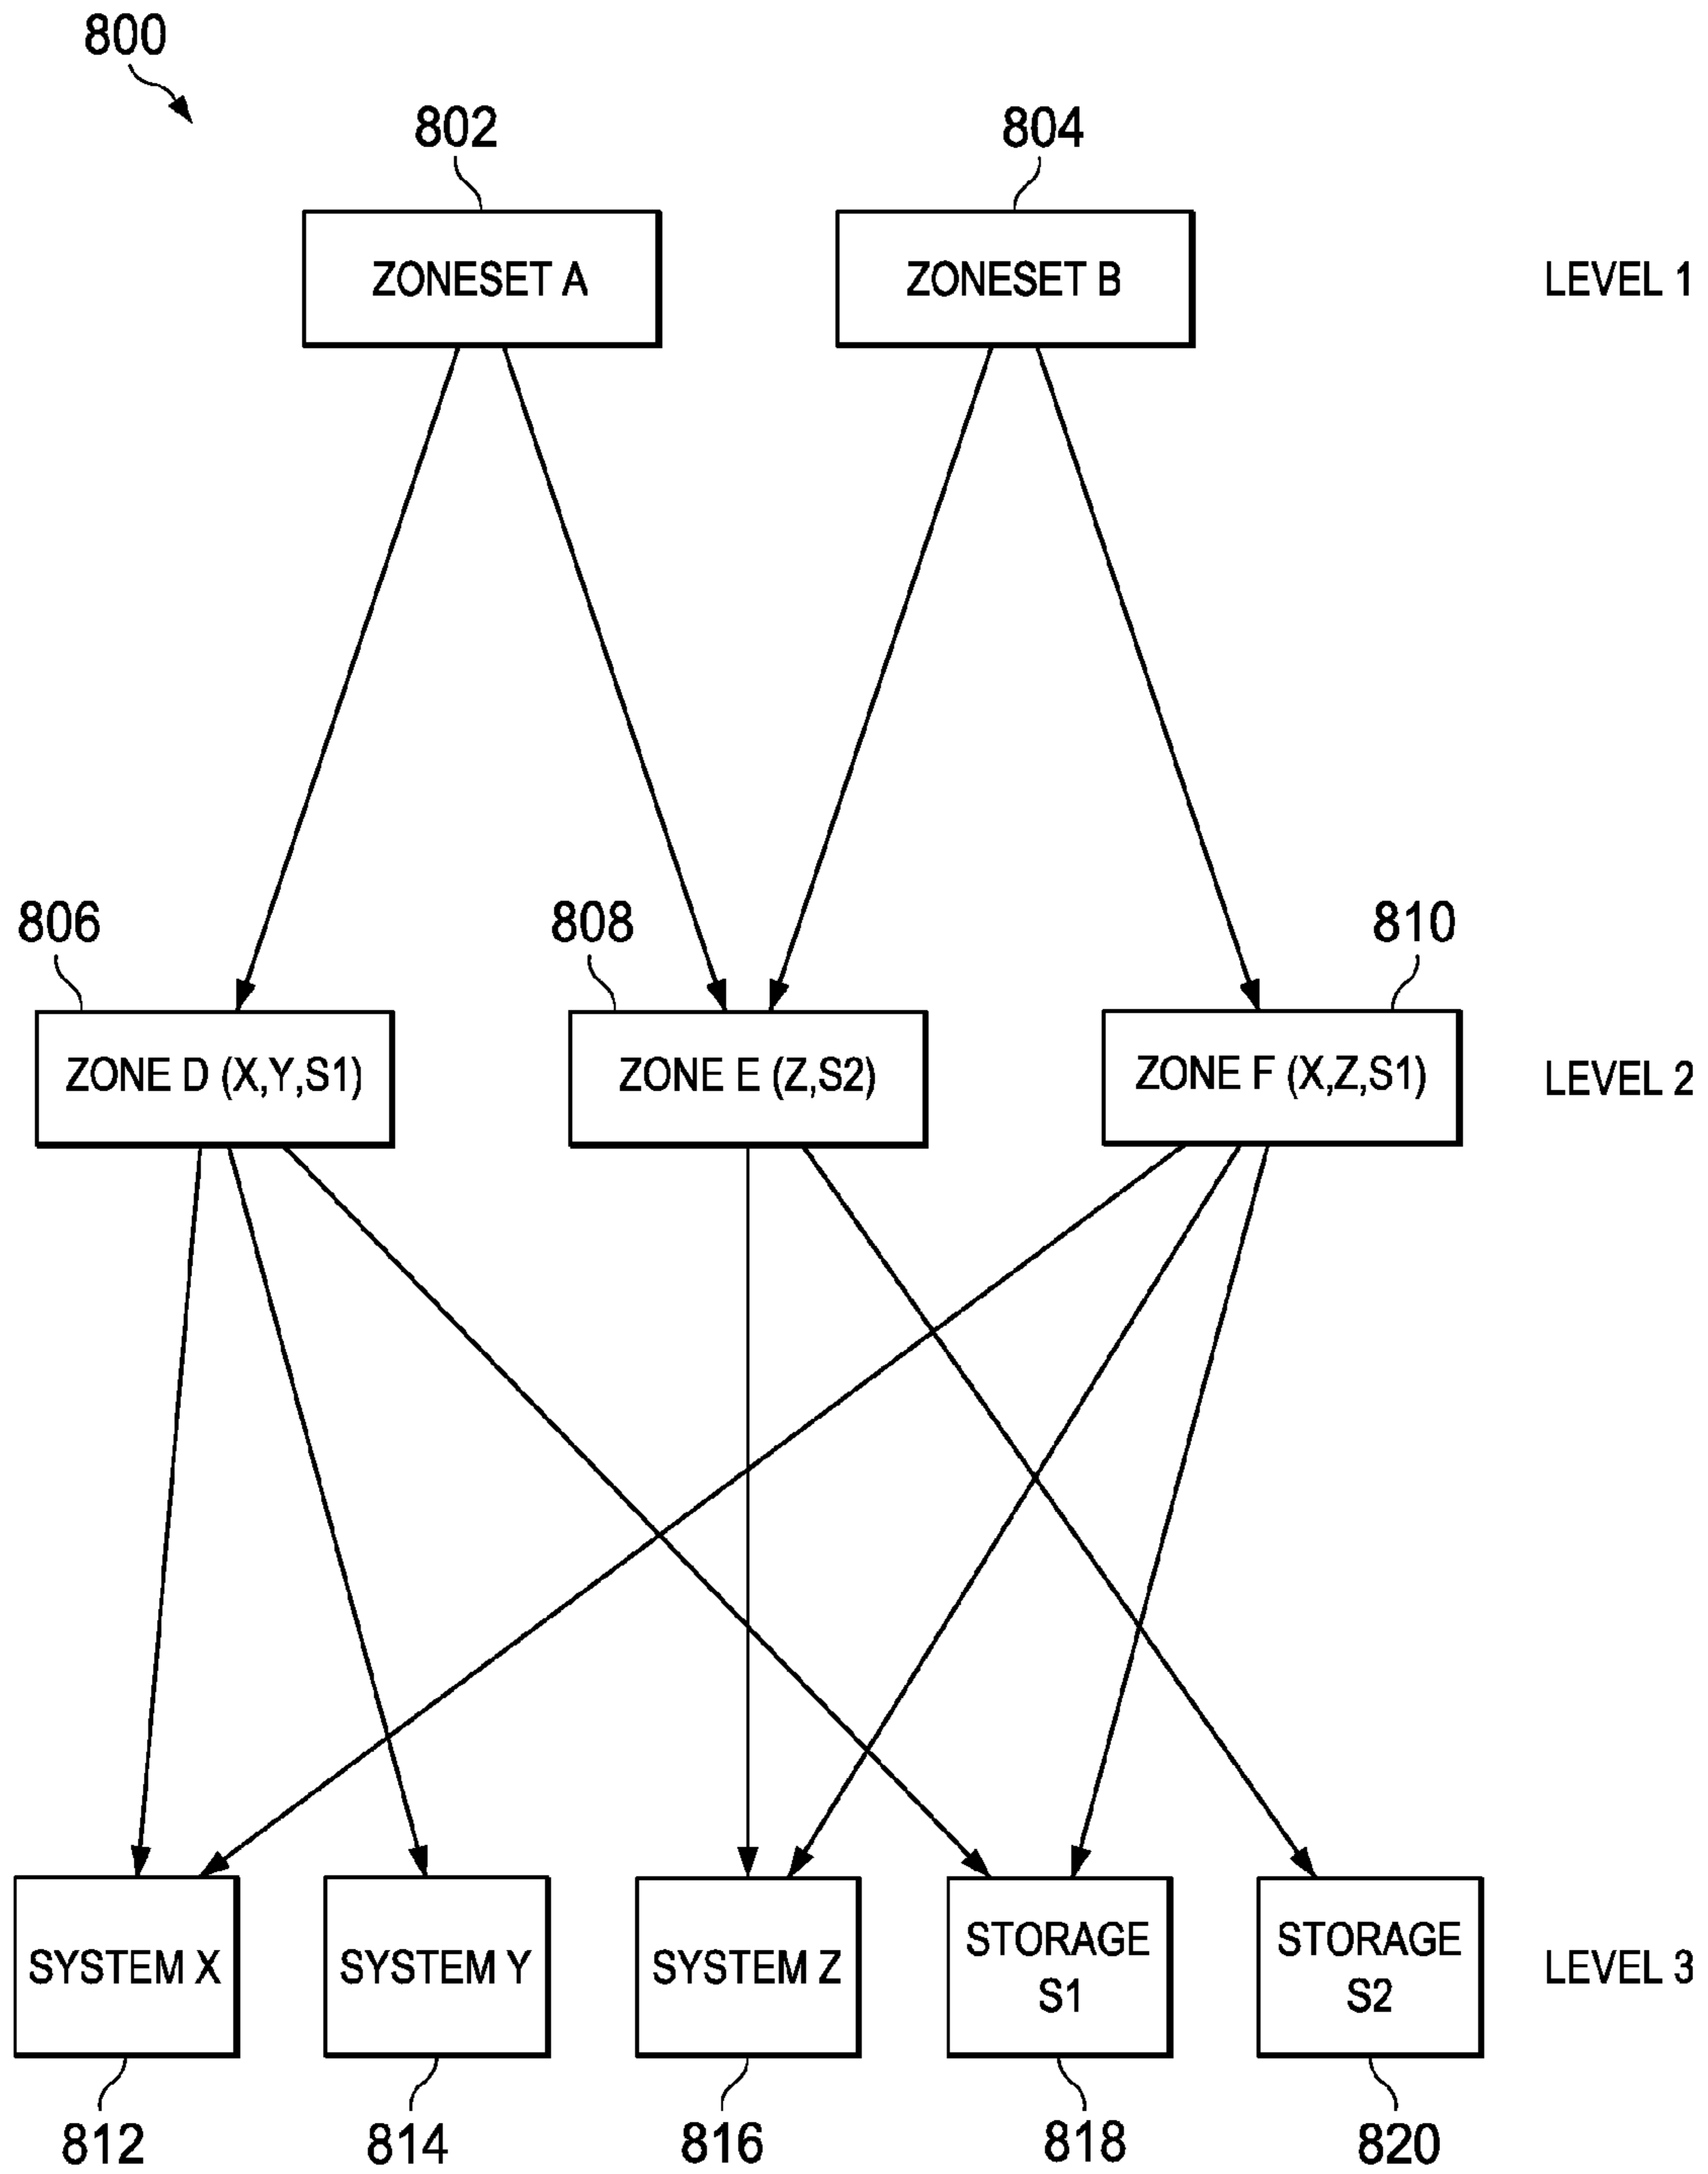 800
802
804
ZONESET A
ZONESET B
LEVEL 1
806
808
810
ZONE D (X,Y,S1)
ZONE E (Z,S2)
ZONE F (X,Z,S1)
LEVEL 2
SYSTEM X
SYSTEM Y
SYSTEM Z
STORAGE
S1
STORAGE
S2
LEVEL 3
812
814
816
818
820